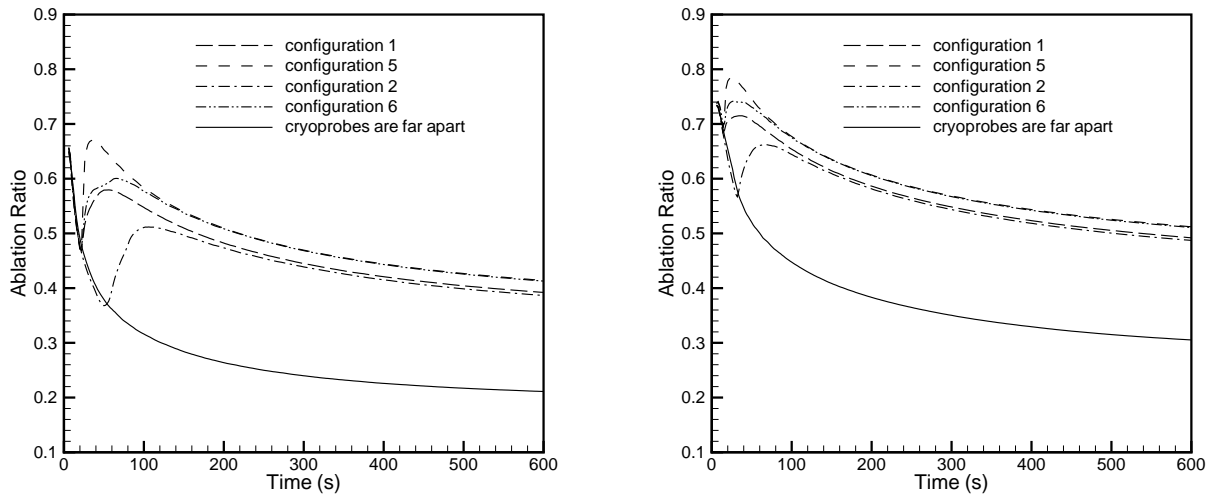 0.9
0.8
0.7
0.6
0.5
0.4
0.3
0.2
0.1
Ablation Ratio
configuration 1
configuration 5
configuration 2
configuration 6
cryoprobes are far apart
0 100 200 300 400 500 600
Time (s)
0.9
0.8
0.7
0.6
0.5
0.4
0.3
0.2
0.1
Ablation Ratio
configuration 1
configuration 5
configuration 2
configuration 6
cryoprobes are far apart
0 100 200 300 400 500 600
Time (s)